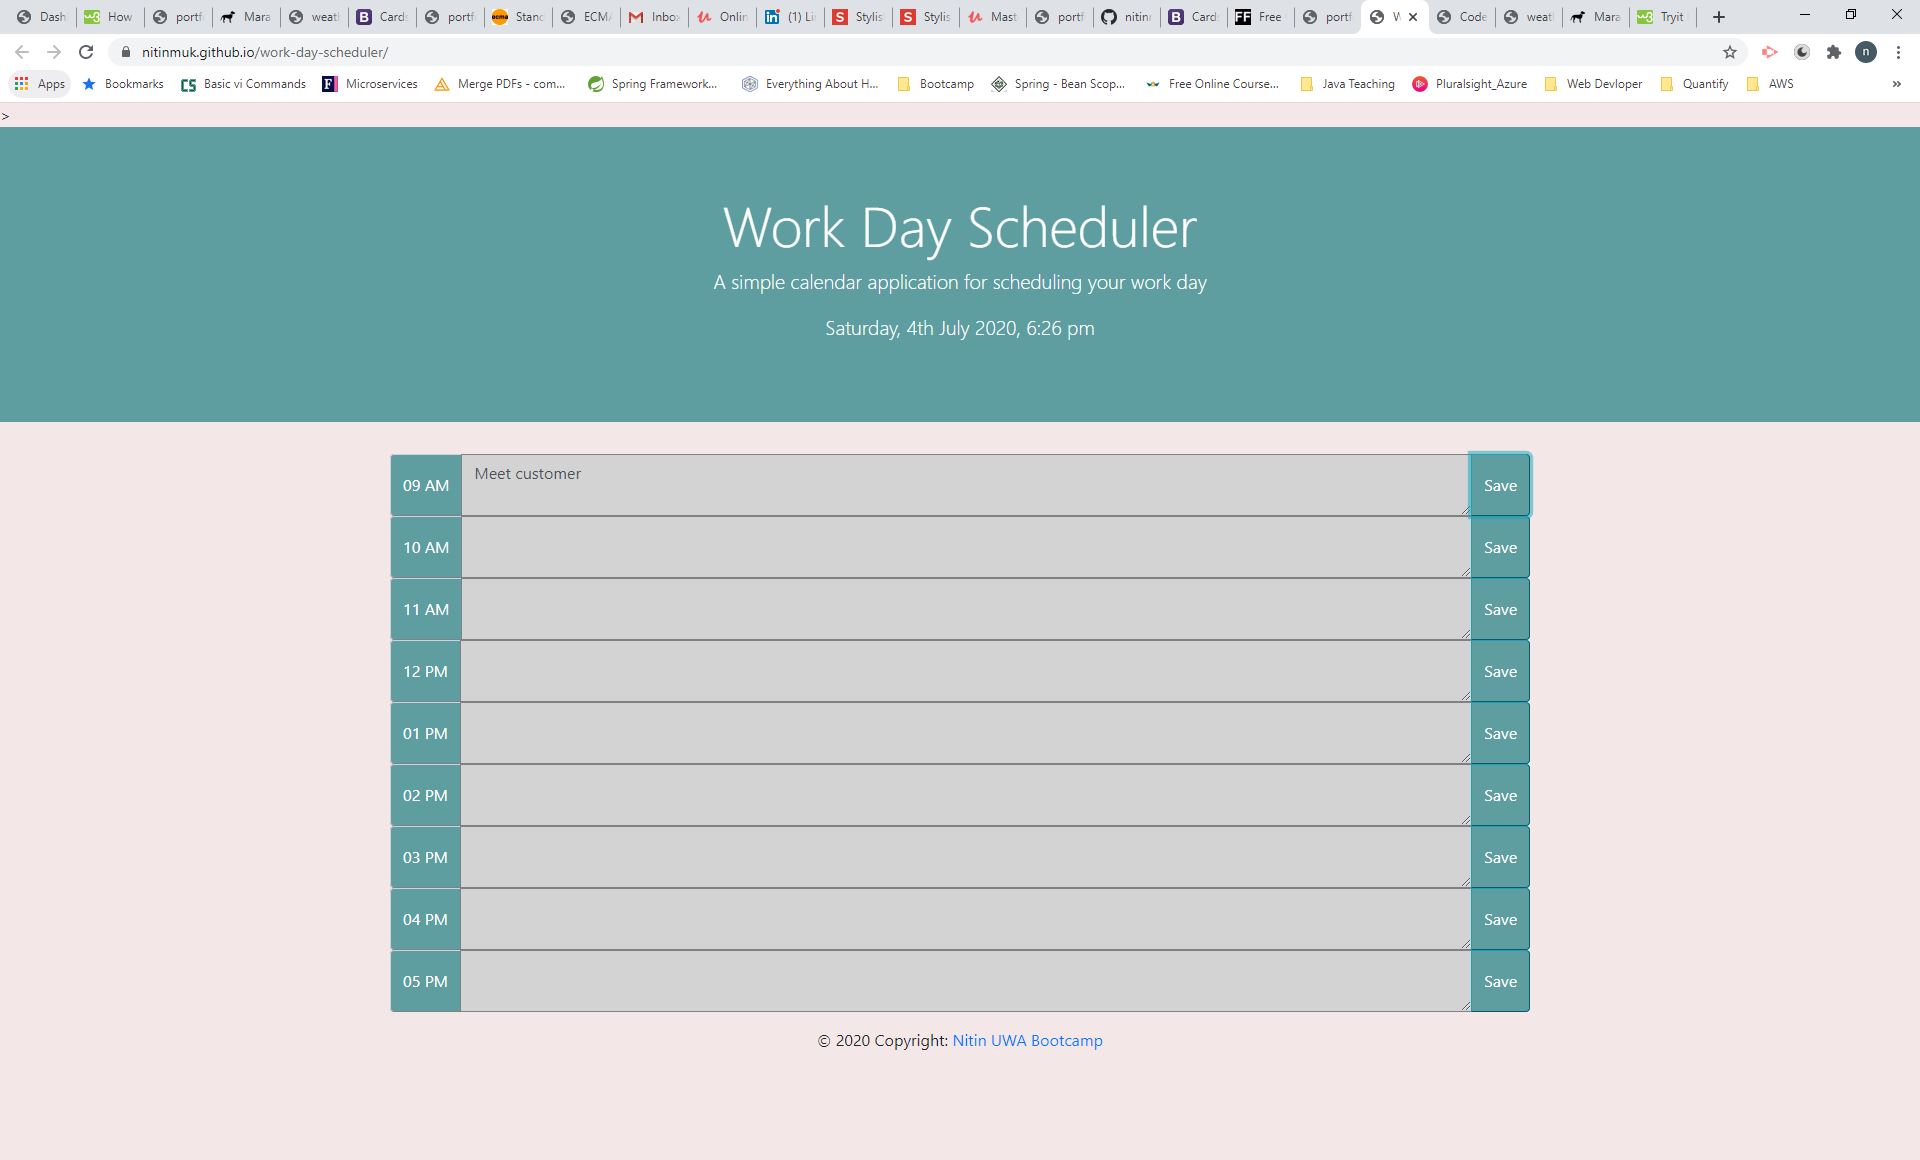 Dash How portf Mara weath Cards portf Stanc ECMA Inbox Onlin (1) Li Stylis Stylis Mast portf nitinr Cards Free portf W Code weath Mara Tryit
nitinmuk.github.io/work-day-scheduler/ n
Apps Bookmarks Basic vi Commands Microservices Merge PDFs - com... Spring Framework... Everything About H... Bootcamp Spring - Bean Scop... Free Online Course... Java Teaching Pluralsight_Azure Web Devloper Quantify AWS »
>
Work Day Scheduler
A simple calendar application for scheduling your work day
Saturday, 4th July 2020, 6:26 pm
09 AM Meet customer Save
10 AM Save
11 AM Save
12 PM Save
01 PM Save
02 PM Save
03 PM Save
04 PM Save
05 PM Save
© 2020 Copyright: Nitin UWA Bootcamp